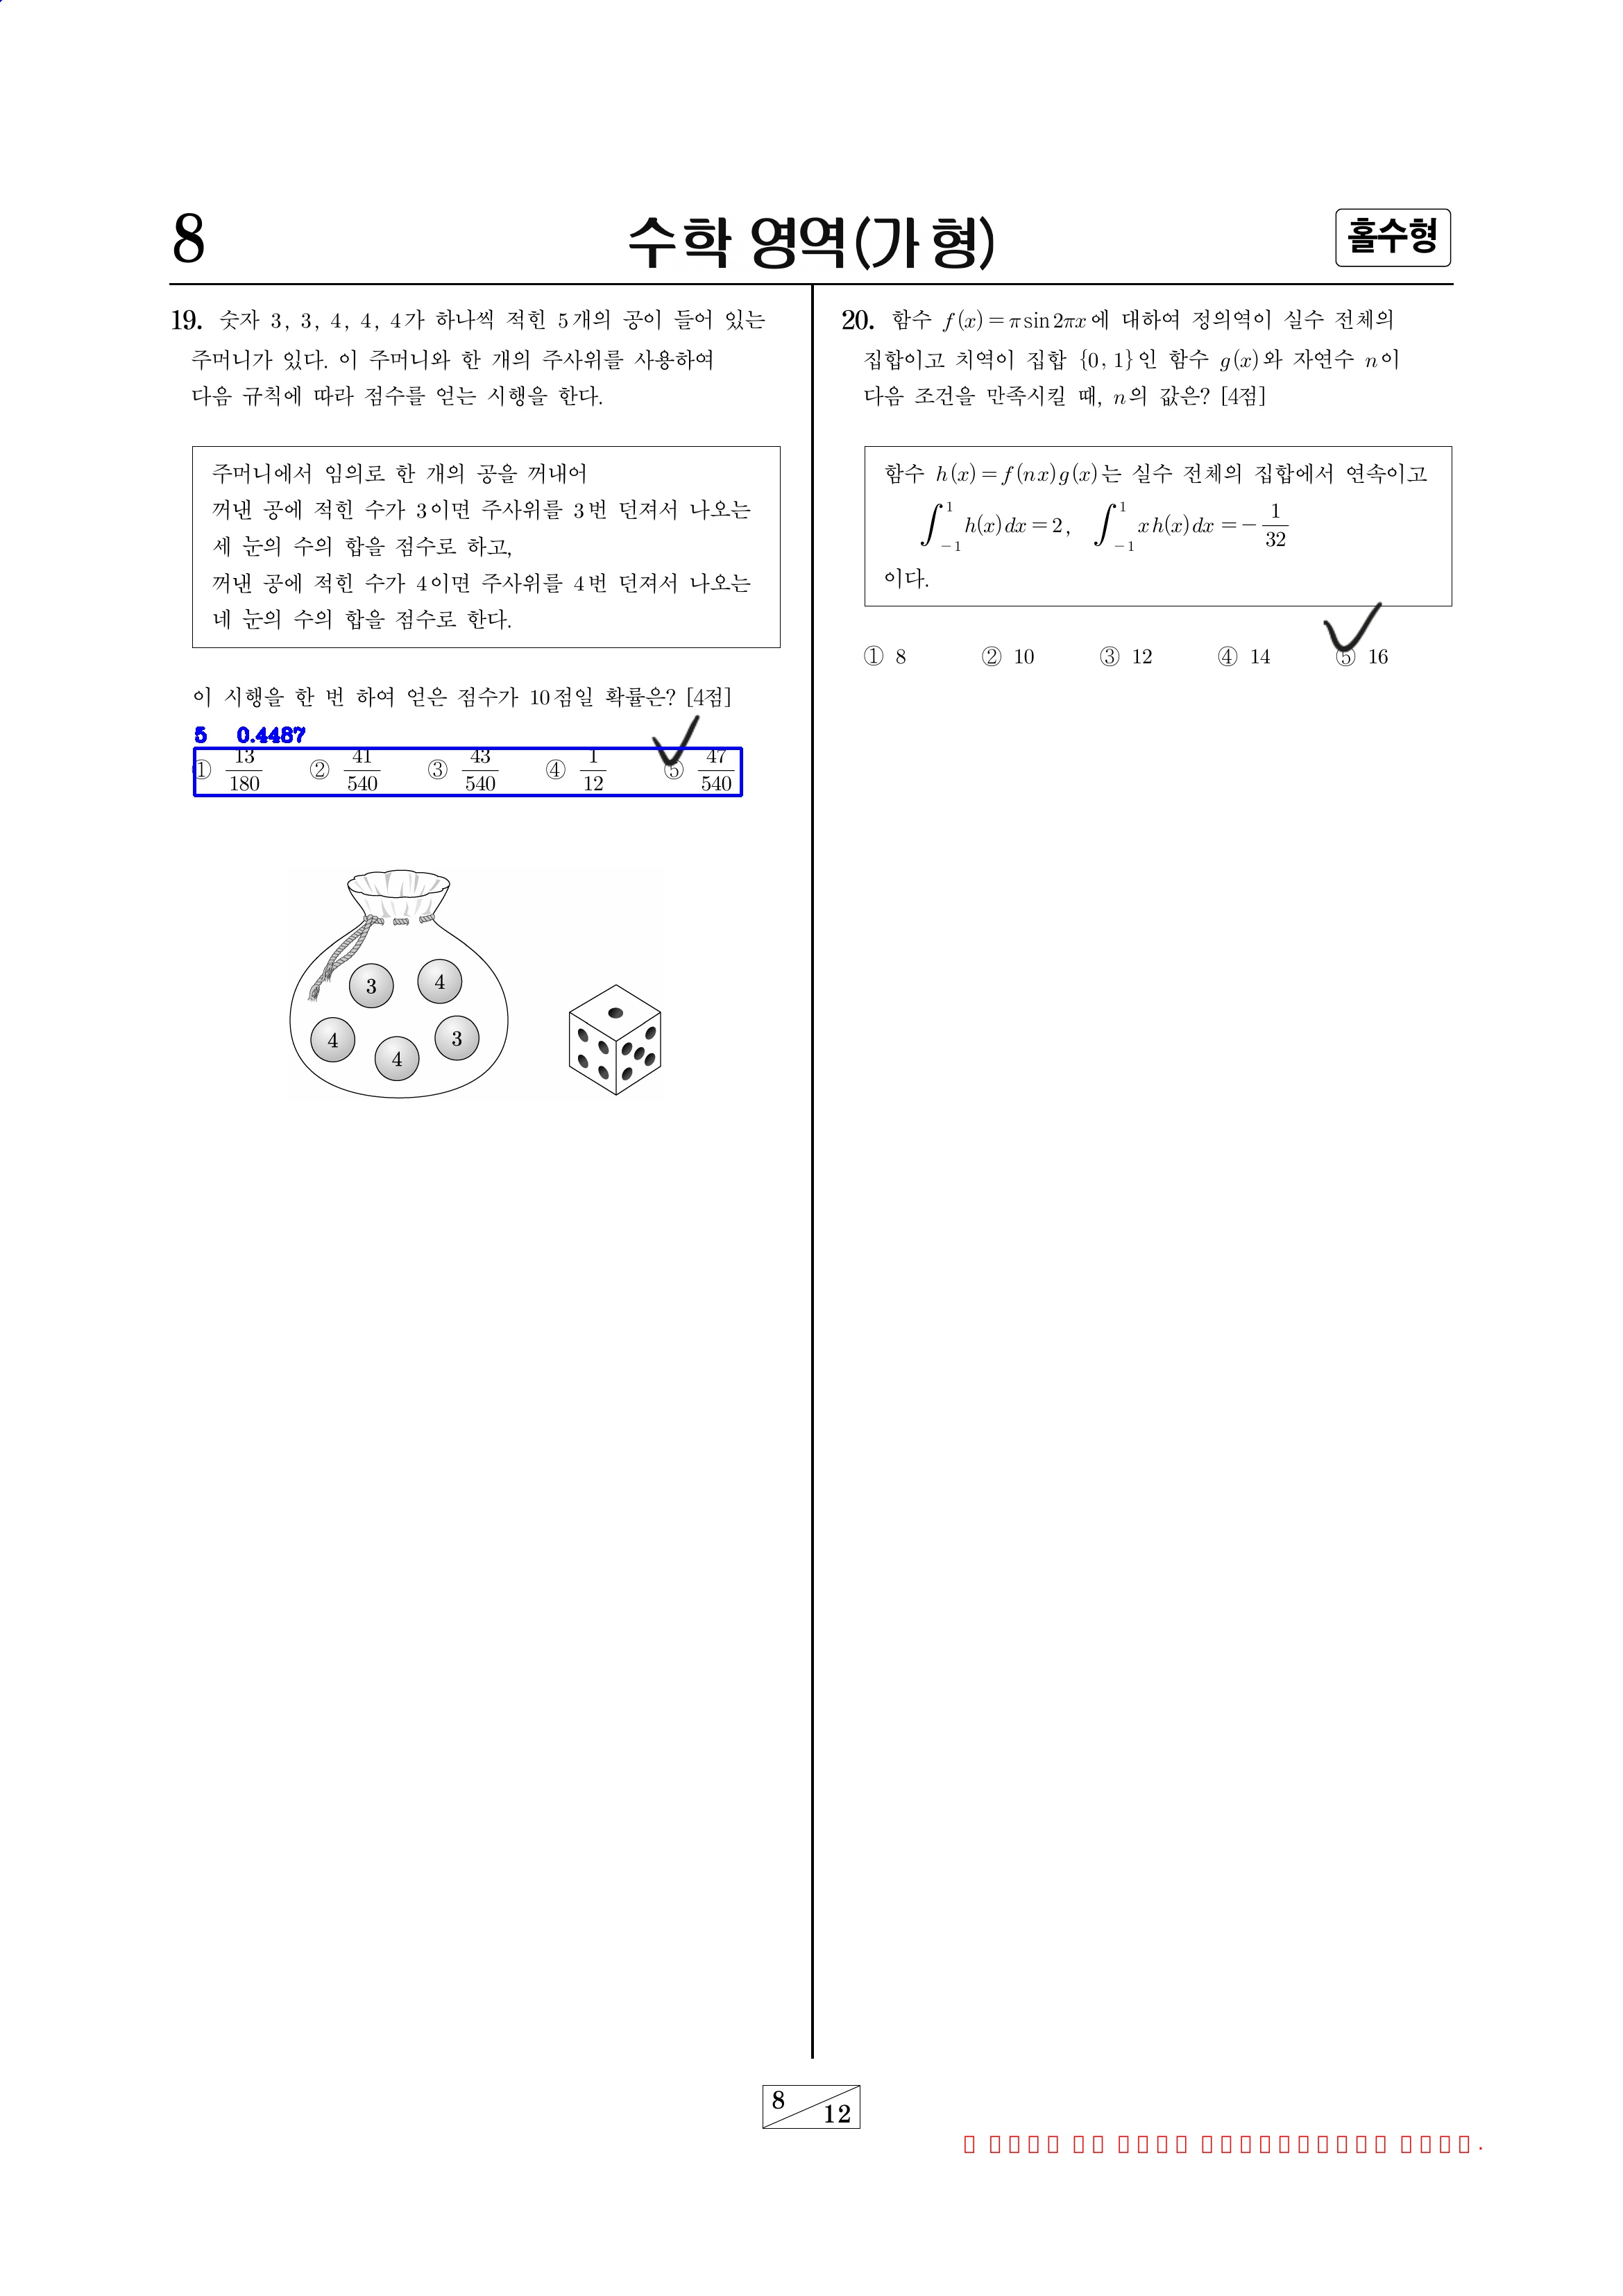 8
수학 영역(가 형)
홀수형
19. 숫자 3, 3, 4, 4, 4가 하나씩 적힌 5개의 공이 들어 있는
주머니가 있다. 이 주머니와 한 개의 주사위를 사용하여
다음 규칙에 따라 점수를 얻는 시행을 한다.
주머니에서 임의로 한 개의 공을 꺼내어
꺼낸 공에 적힌 수가 3이면 주사위를 3번 던져서 나오는
세 눈의 수의 합을 점수로 하고,
꺼낸 공에 적힌 수가 4이면 주사위를 4번 던져서 나오는
네 눈의 수의 합을 점수로 한다.
이 시행을 한 번 하여 얻은 점수가 10점일 확률은? [4점]
5 0.4487
① 13/180 ② 41/540 ③ 43/540 ④ 1/12 ⑤ 47/540
3 4
4 4 3
20. 함수 f(x)=π sin 2πx에 대하여 정의역이 실수 전체의
집합이고 치역이 집합 {0, 1}인 함수 g(x)와 자연수 n이
다음 조건을 만족시킬 때, n의 값은? [4점]
함수 h(x)=f(nx)g(x)는 실수 전체의 집합에서 연속이고
∫_{-1}^{1} h(x)dx=2, ∫_{-1}^{1} xh(x)dx=-1/32
이다.
① 8 ② 10 ③ 12 ④ 14 ⑤ 16
8
12